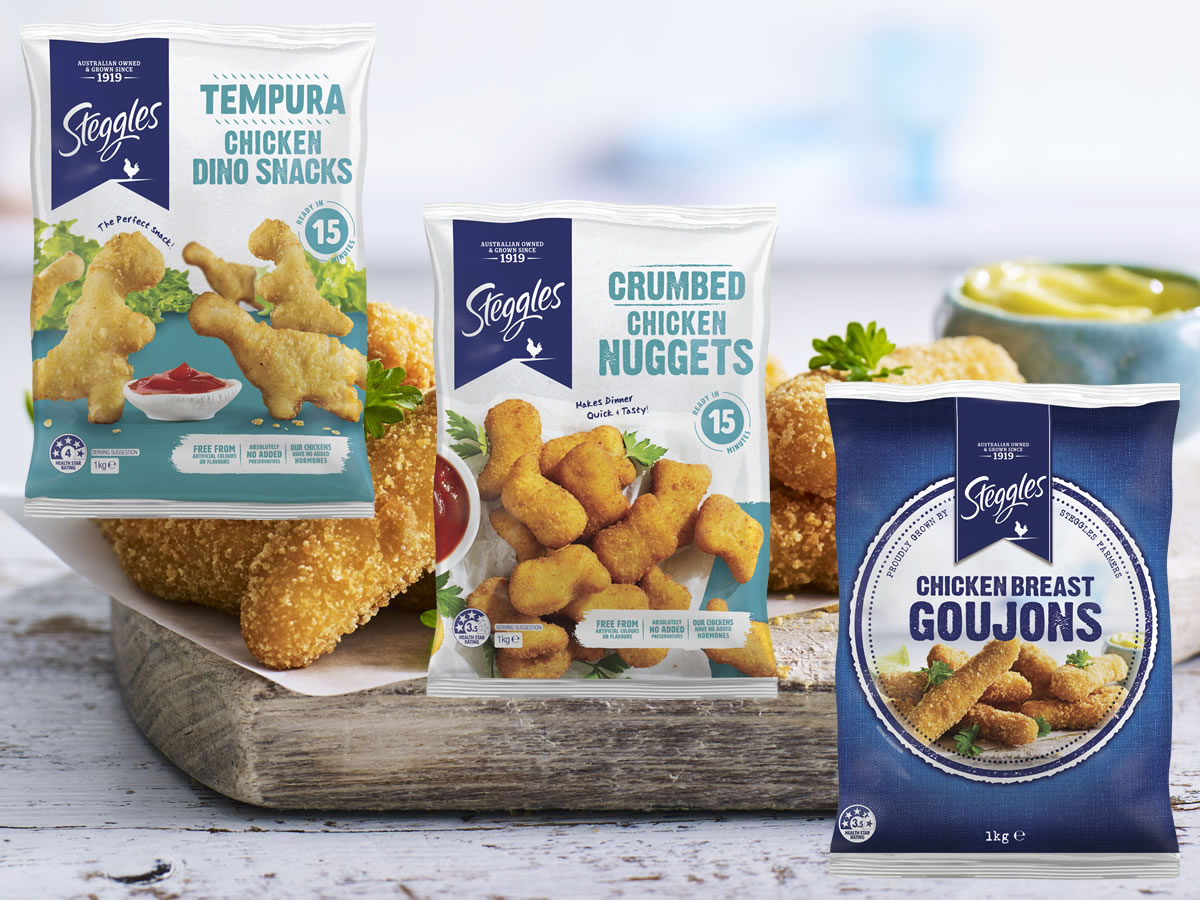 AUSTRALIAN OWNED
& GROWN SINCE
1919
Steggles
TEMPURA
CHICKEN
DINO SNACKS
The Perfect Snack!
READY IN
15
MINUTES
4
HEALTH STAR
RATING
SERVING SUGGESTION
1kg e
FREE FROM
ARTIFICIAL COLOURS
OR FLAVOURS
ABSOLUTELY
NO ADDED
PRESERVATIVES
OUR CHICKENS
HAVE NO ADDED
HORMONES
AUSTRALIAN OWNED
& GROWN SINCE
1919
Steggles
CRUMBED
CHICKEN
NUGGETS
Makes Dinner
Quick & Tasty!
READY IN
15
MINUTES
3.5
HEALTH STAR
RATING
SERVING SUGGESTION
1kg e
FREE FROM
ARTIFICIAL COLOURS
OR FLAVOURS
ABSOLUTELY
NO ADDED
PRESERVATIVES
OUR CHICKENS
HAVE NO ADDED
HORMONES
AUSTRALIAN OWNED
& GROWN SINCE
1919
Steggles
PROUDLY GROWN BY
STEGGLES FARMERS
CHICKEN BREAST
GOUJONS
3.5
HEALTH STAR
RATING
1kg e